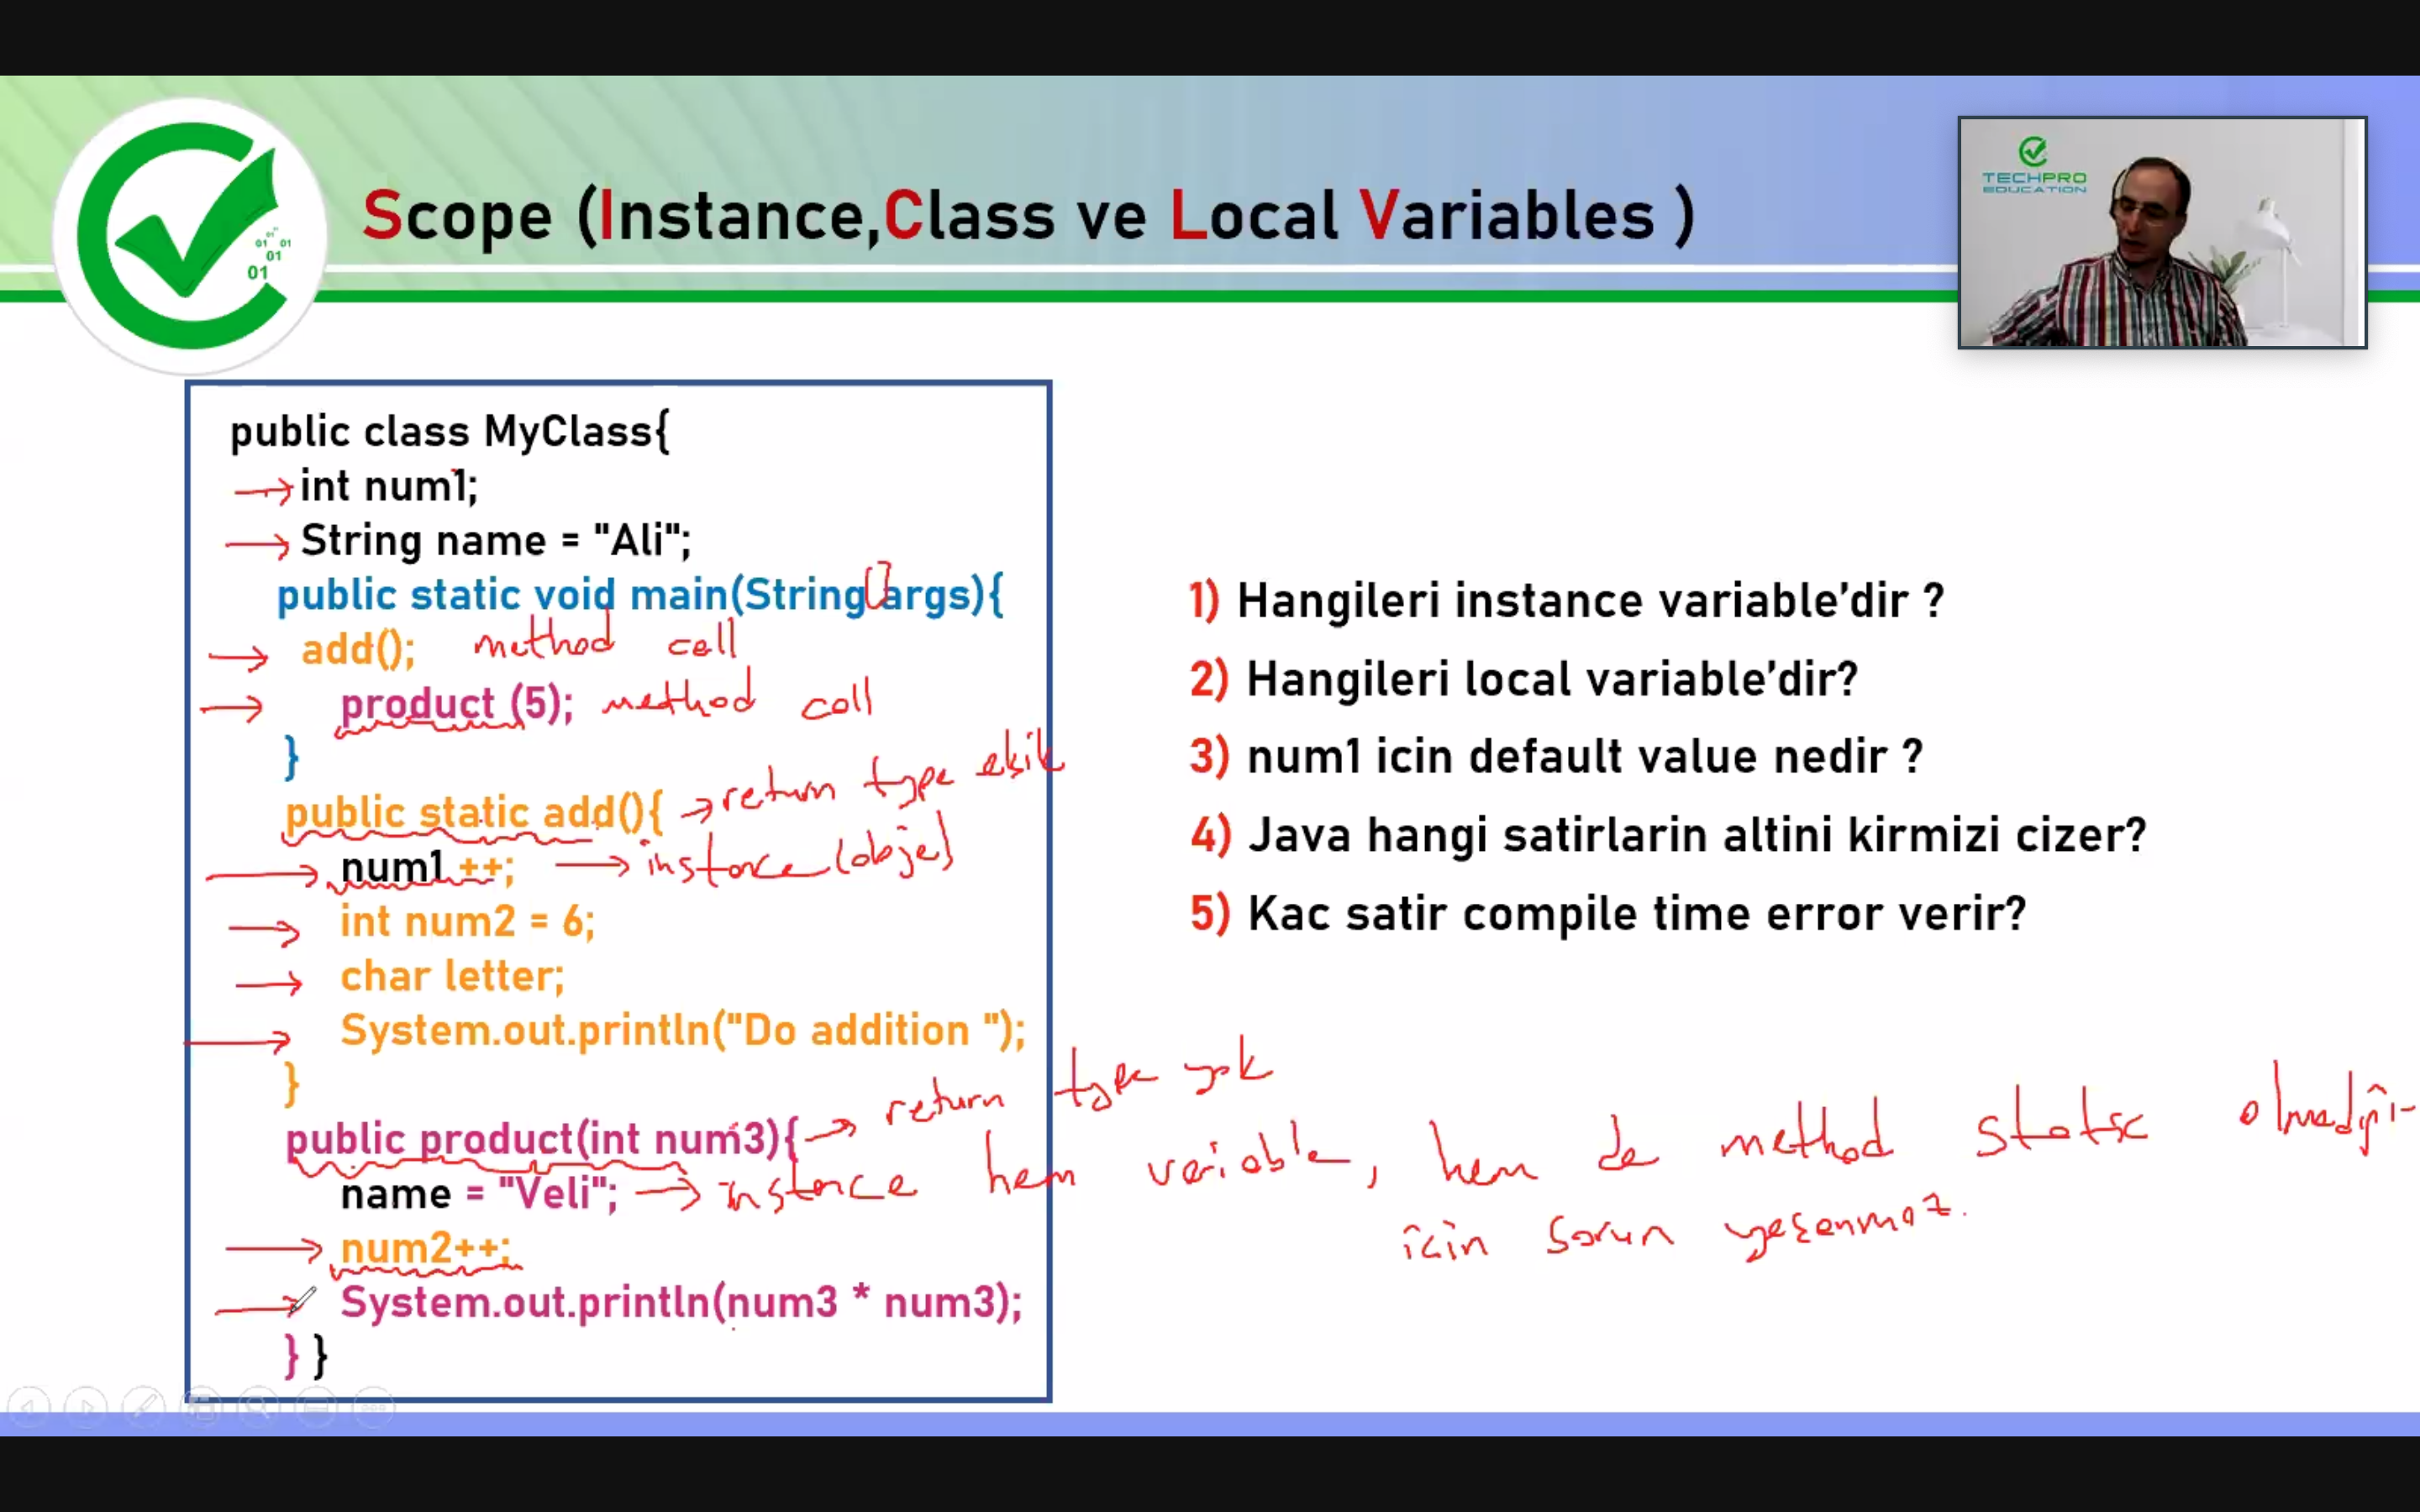 Scope (Instance,Class ve Local Variables )
01 01
01
01
TECHPRO
EDUCATION
public class MyClass{
int num1;
String name = "Ali";
public static void main(String[] args){
add(); method call
product (5); method call
}
public static add(){ → return type eksik
num1 ++; → instance (obje)
int num2 = 6;
char letter;
System.out.println("Do addition ");
}
public product(int num3){ → return type yok
name = "Veli"; → instance hem variable, hem de method static olmadığı-
için sorun yaşanmaz.
num2++;
System.out.println(num3 * num3);
} }
1) Hangileri instance variable’dir ?
2) Hangileri local variable’dir?
3) num1 icin default value nedir ?
4) Java hangi satirlarin altini kirmizi cizer?
5) Kac satir compile time error verir?